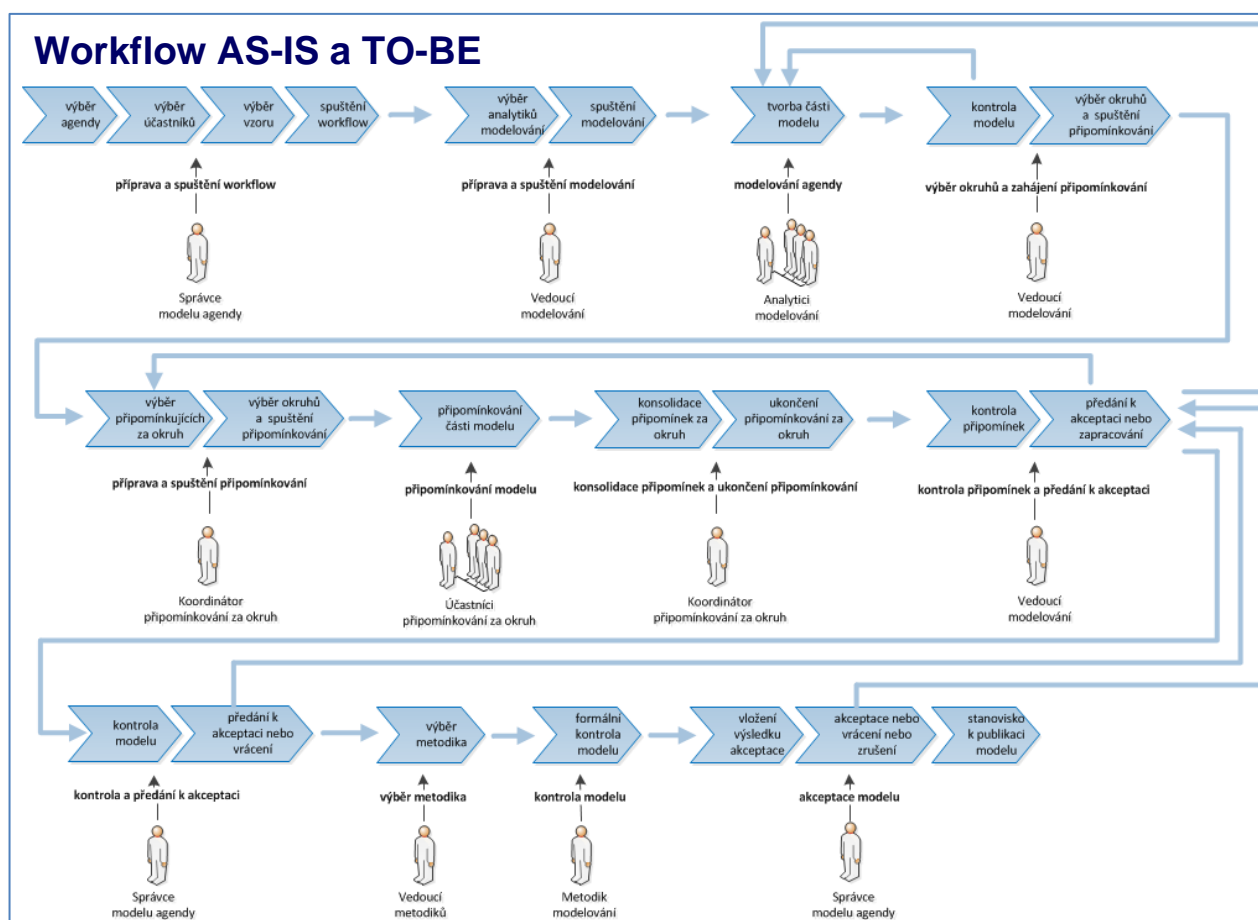 Workflow AS-IS a TO-BE
výběr
agendy
výběr
účastníků
výběr
vzoru
spuštění
workflow
výběr
analytiků
modelování
spuštění
modelování
tvorba části
modelu
kontrola
modelu
výběr okruhů
a spuštění
připomínkování
příprava a spuštění workflow
příprava a spuštění modelování
modelování agendy
výběr okruhů a zahájení připomínkování
Správce
modelu agendy
Vedoucí
modelování
Analytici
modelování
Vedoucí
modelování
výběr
připomínkujících
za okruh
výběr okruhů
a spuštění
připomínkování
připomínkování
části modelu
konsolidace
připomínek za
okruh
ukončení
připomínkování za
okruh
kontrola
připomínek
předání k
akceptaci nebo
zapracování
příprava a spuštění připomínkování
připomínkování modelu
konsolidace připomínek a ukončení připomínkování
kontrola připomínek a předání k akceptaci
Koordinátor
připomínkování za okruh
Účastníci
připomínkování za okruh
Koordinátor
připomínkování za okruh
Vedoucí
modelování
kontrola
modelu
předání k
akceptaci nebo
vrácení
výběr
metodika
formální
kontrola
modelu
vložení
výsledku
akceptace
akceptace nebo
vrácení nebo
zrušení
stanovisko
k publikaci
modelu
kontrola a předání k akceptaci
výběr metodika
kontrola modelu
akceptace modelu
Správce
modelu agendy
Vedoucí
metodiků
Metodik
modelování
Správce
modelu agendy